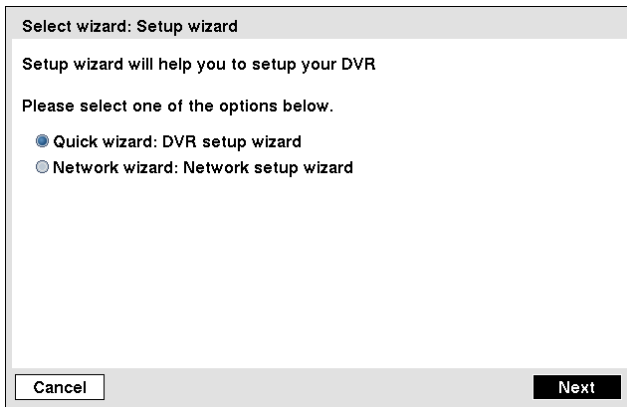 Select wizard: Setup wizard
Setup wizard will help you to setup your DVR
Please select one of the options below.
Quick wizard: DVR setup wizard
Network wizard: Network setup wizard
Cancel
Next